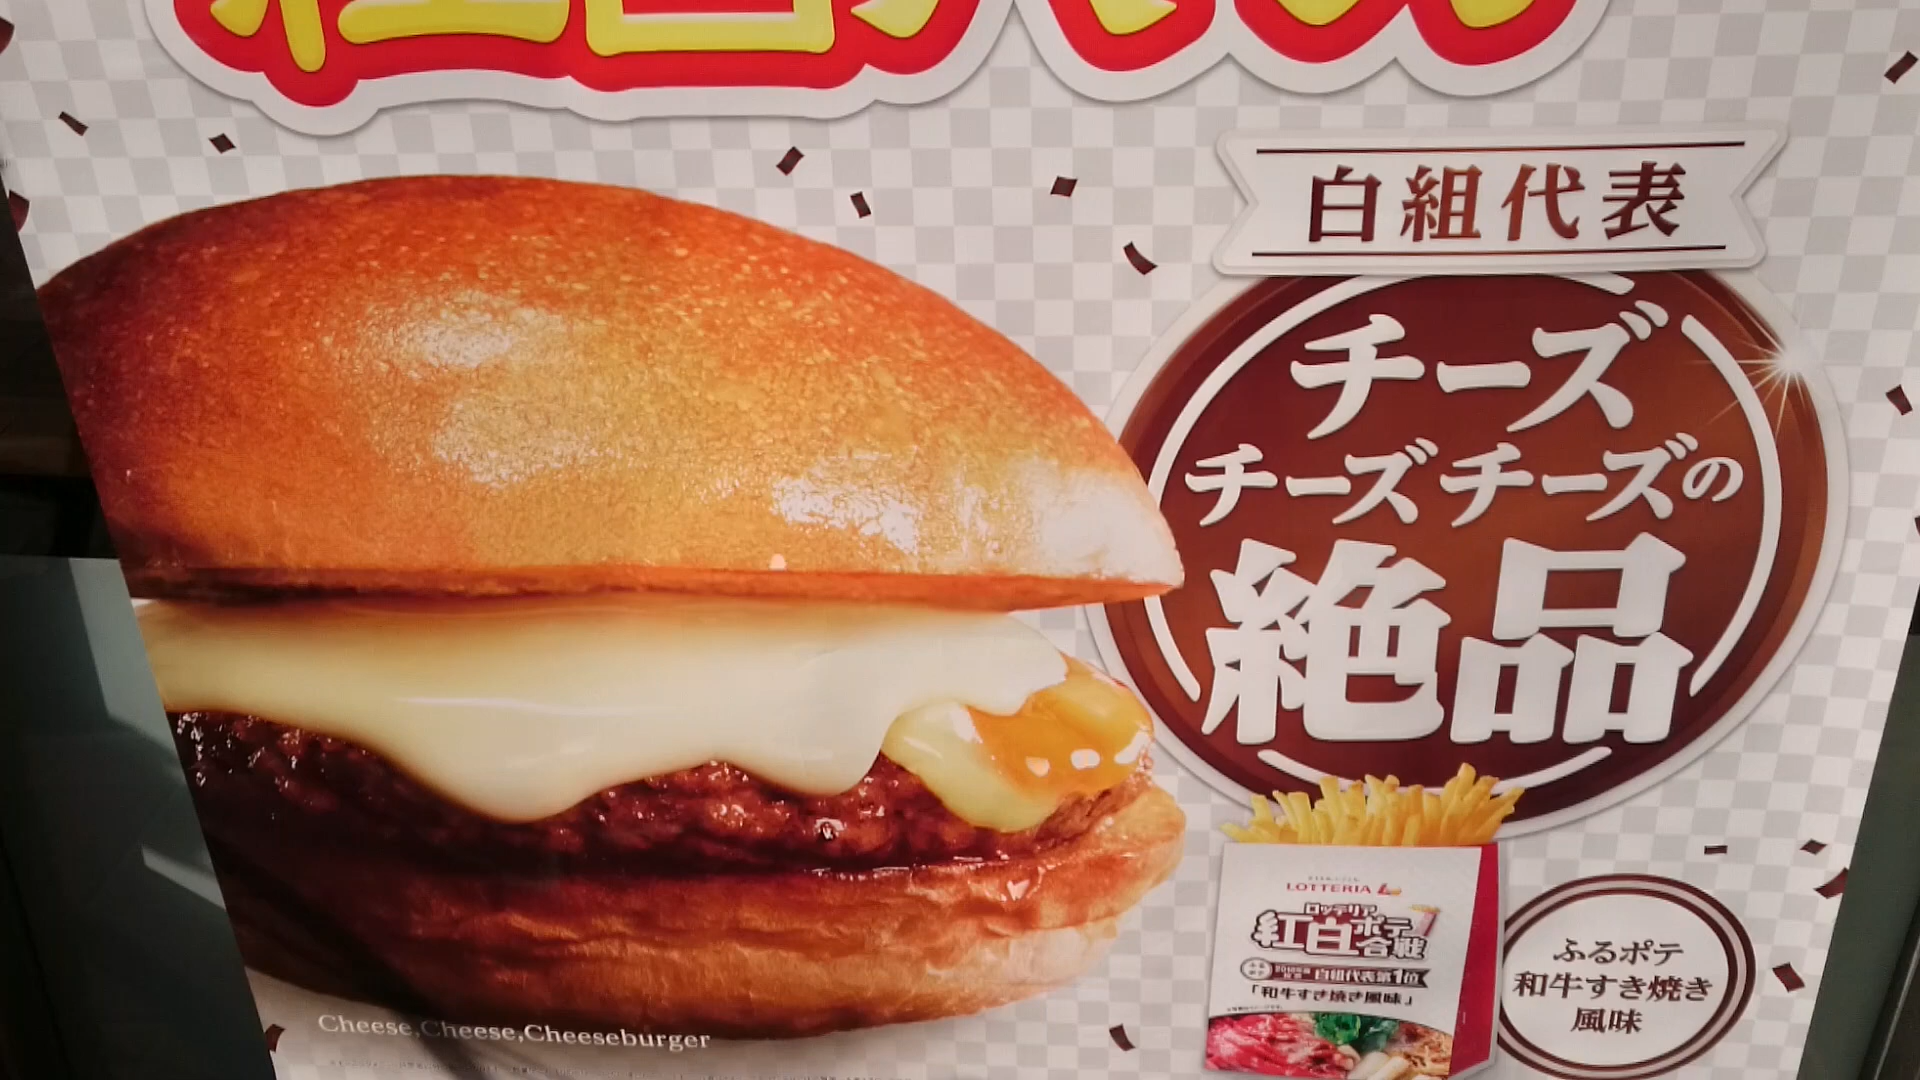 白組代表
チーズ
チーズチーズの
絶品
LOTTERIA
ロッテリア
紅白ポテ
合戦
白組代表第1位
「和牛すき焼き風味」
ふるポテ
和牛すき焼き
風味
Cheese,Cheese,Cheeseburger